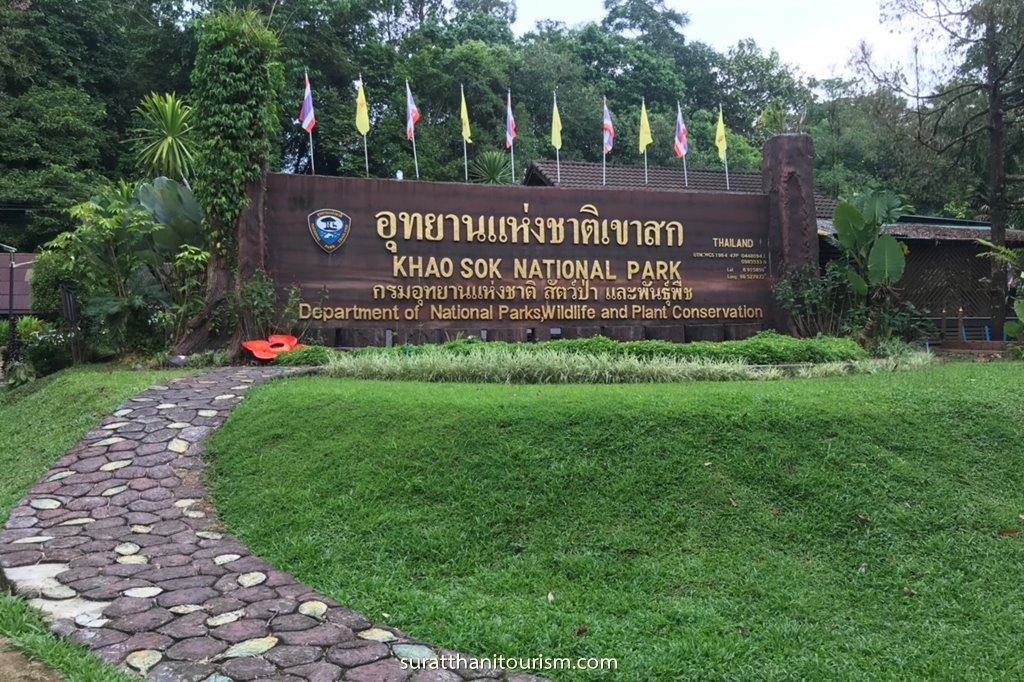 อุทยานแห่งชาติเขาสก
KHAO SOK NATIONAL PARK
กรมอุทยานแห่งชาติ สัตว์ป่า และพันธุ์พืช
Department of National Parks,Wildlife and Plant Conservation
THAILAND
suratthanitourism.com